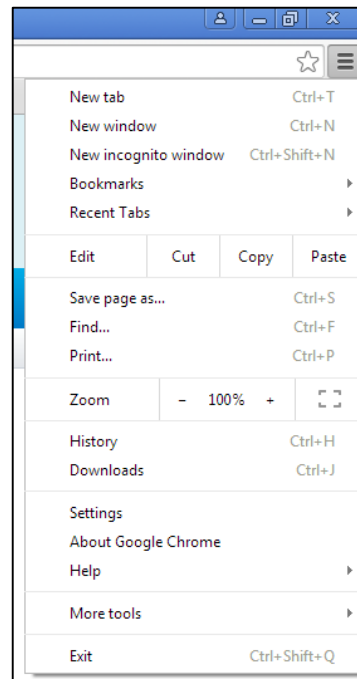 New tab Ctrl+T
New window Ctrl+N
New incognito window Ctrl+Shift+N
Bookmarks
Recent Tabs
Edit Cut Copy Paste
Save page as... Ctrl+S
Find... Ctrl+F
Print... Ctrl+P
Zoom – 100% +
History Ctrl+H
Downloads Ctrl+J
Settings
About Google Chrome
Help
More tools
Exit Ctrl+Shift+Q